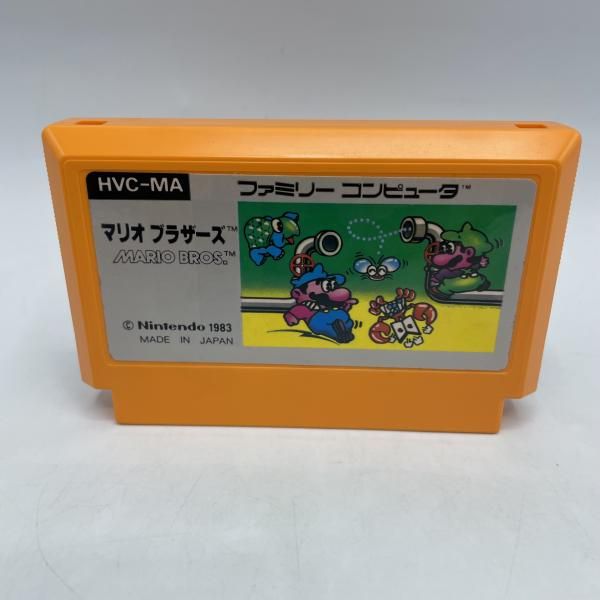 HVC-MA
ファミリー コンピュータ™
マリオ ブラザーズ™
MARIO BROS.™
© Nintendo 1983
MADE IN JAPAN